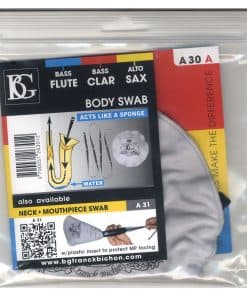 BASS FLUTE
BASS CLAR
ALTO SAX
A 30 A
BG
BODY SWAB
ACTS LIKE A SPONGE
WATER
MAKE THE DIFFERENCE
also available
NECK • MOUTHPIECE SWAB
A 31
A 31
w/plastic insert to protect MP facing
www.bgfranckbichon.com